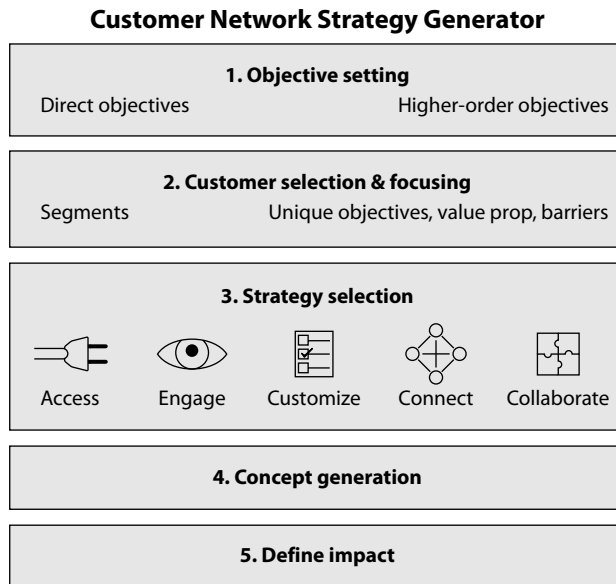 Customer Network Strategy Generator
1. Objective setting
Direct objectives Higher-order objectives
2. Customer selection & focusing
Segments Unique objectives, value prop, barriers
3. Strategy selection
Access Engage Customize Connect Collaborate
4. Concept generation
5. Define impact